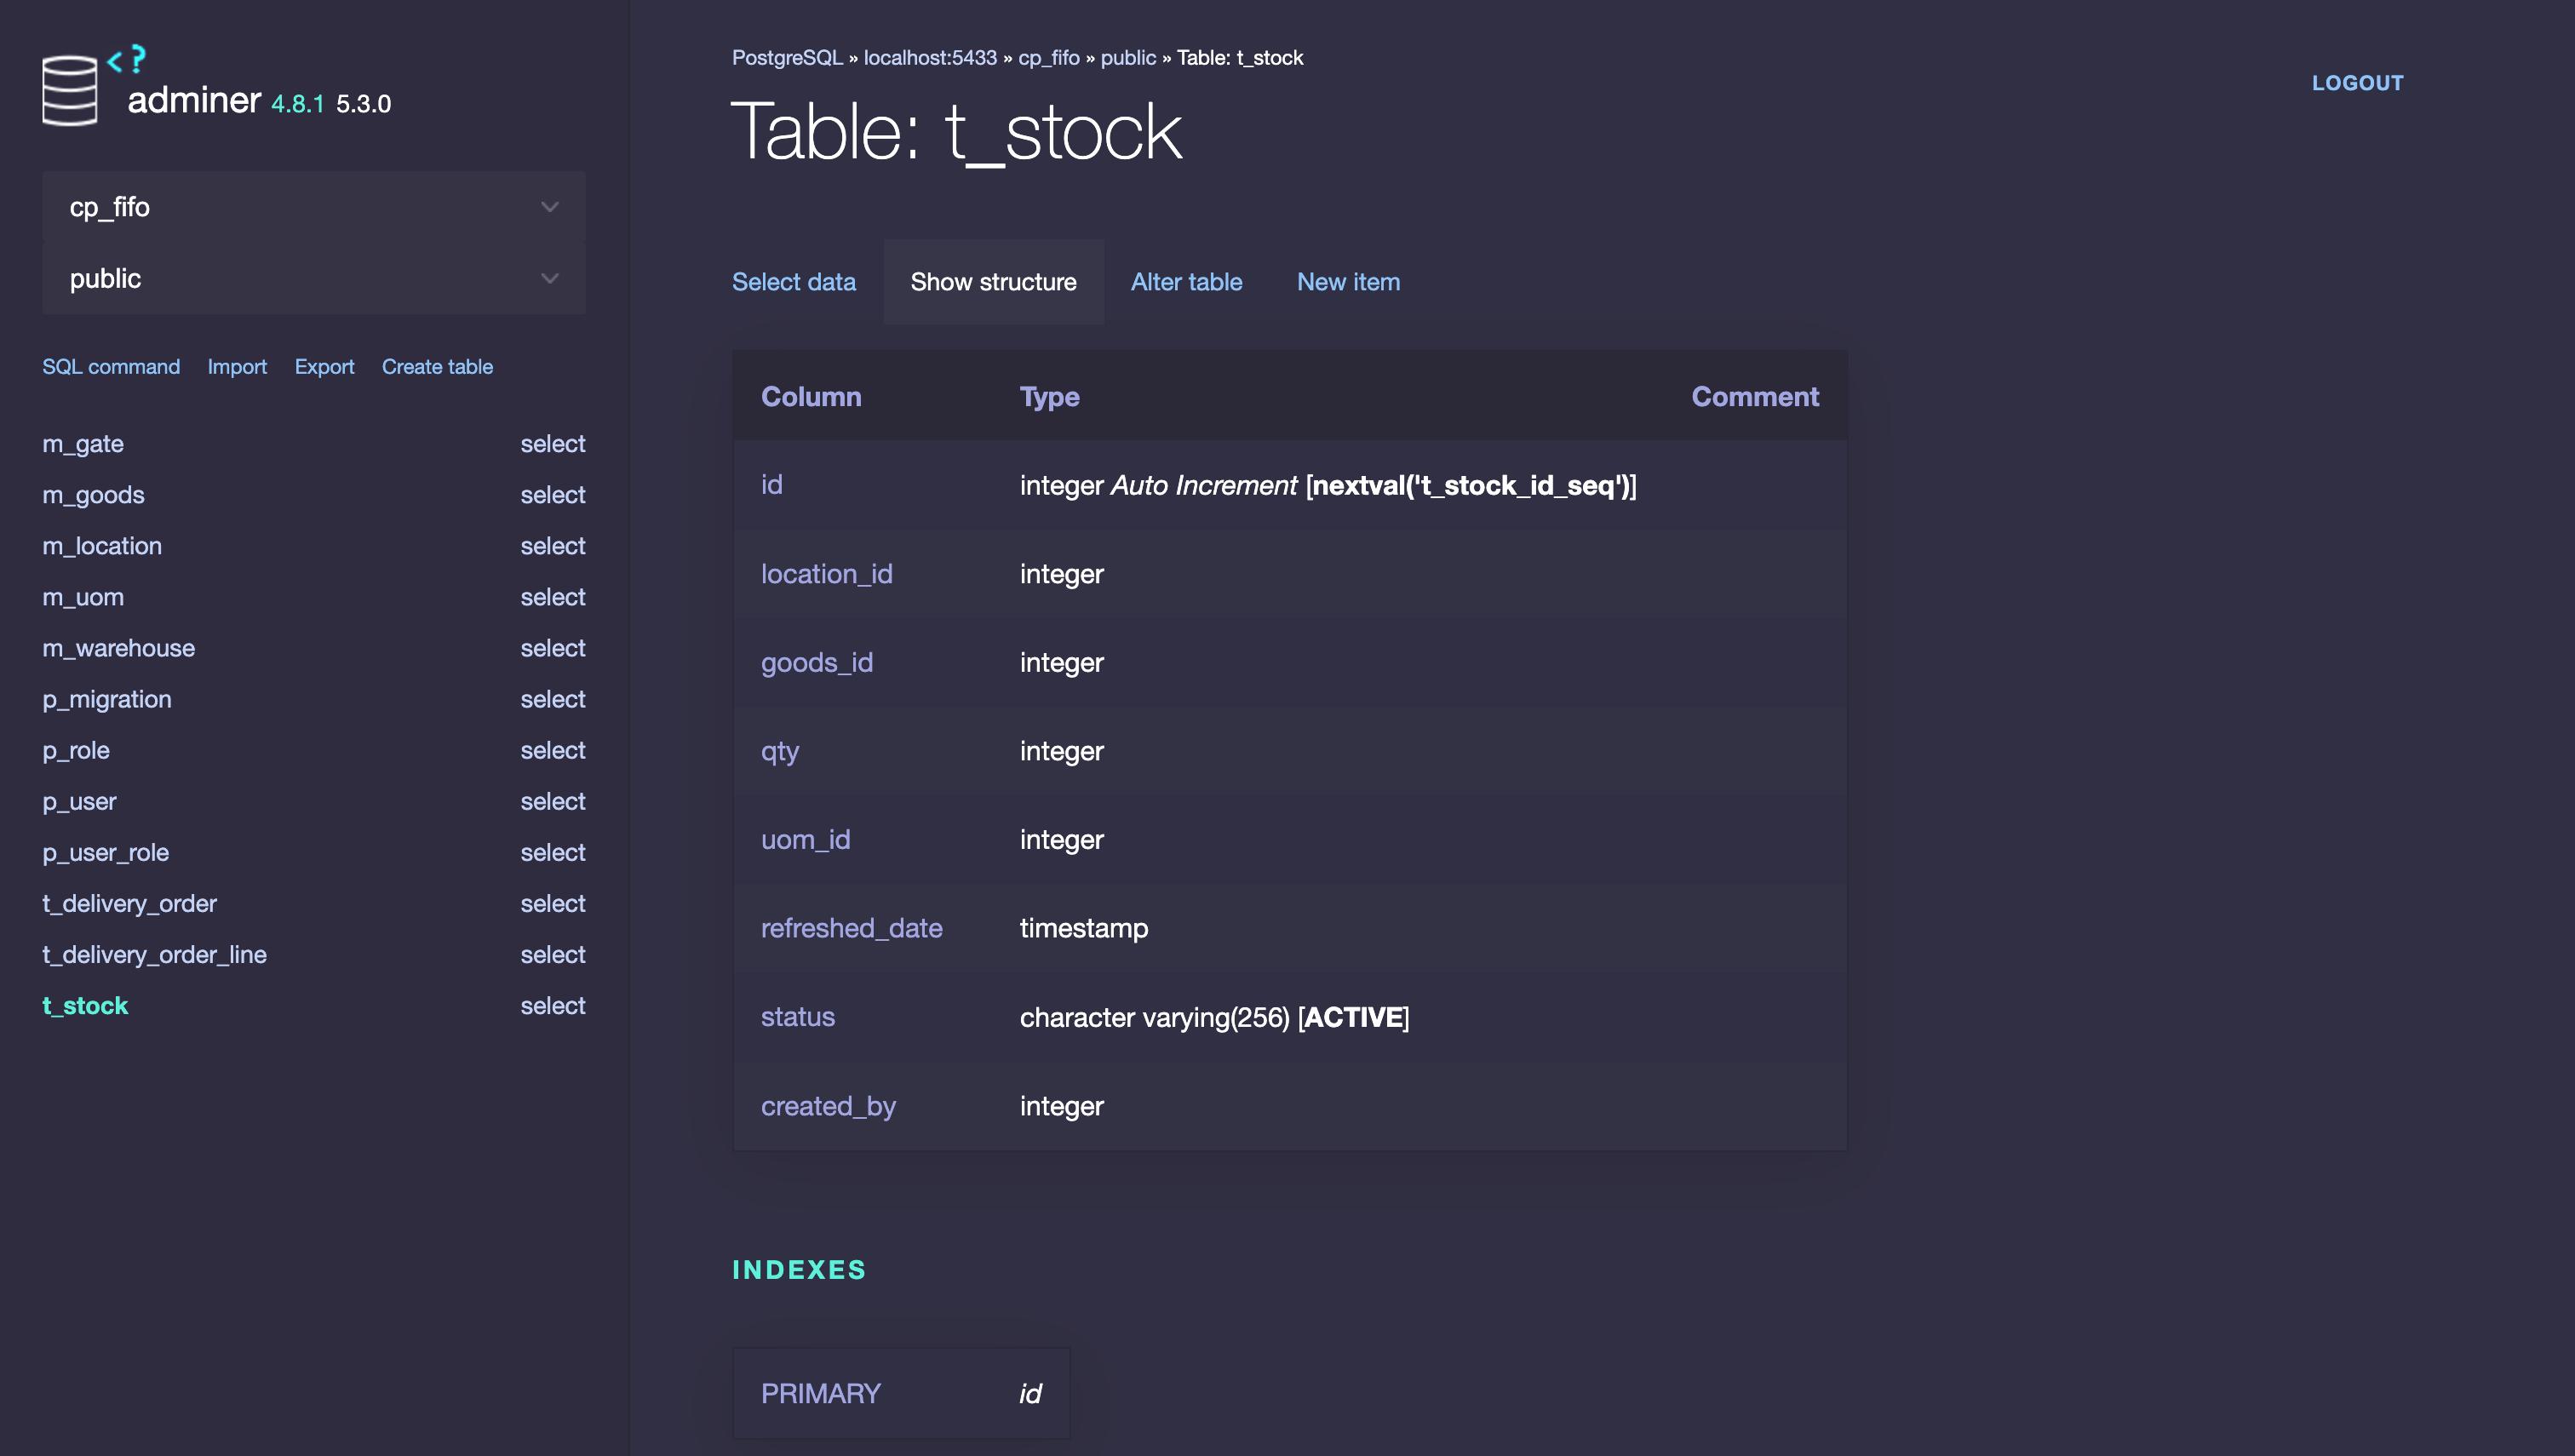 <?
adminer 4.8.1 5.3.0
cp_fifo
public
SQL command Import Export Create table
m_gate select
m_goods select
m_location select
m_uom select
m_warehouse select
p_migration select
p_role select
p_user select
p_user_role select
t_delivery_order select
t_delivery_order_line select
t_stock select
PostgreSQL » localhost:5433 » cp_fifo » public » Table: t_stock
LOGOUT
Table: t_stock
Select data Show structure Alter table New item
Column Type Comment
id integer Auto Increment [nextval('t_stock_id_seq')]
location_id integer
goods_id integer
qty integer
uom_id integer
refreshed_date timestamp
status character varying(256) [ACTIVE]
created_by integer
INDEXES
PRIMARY id